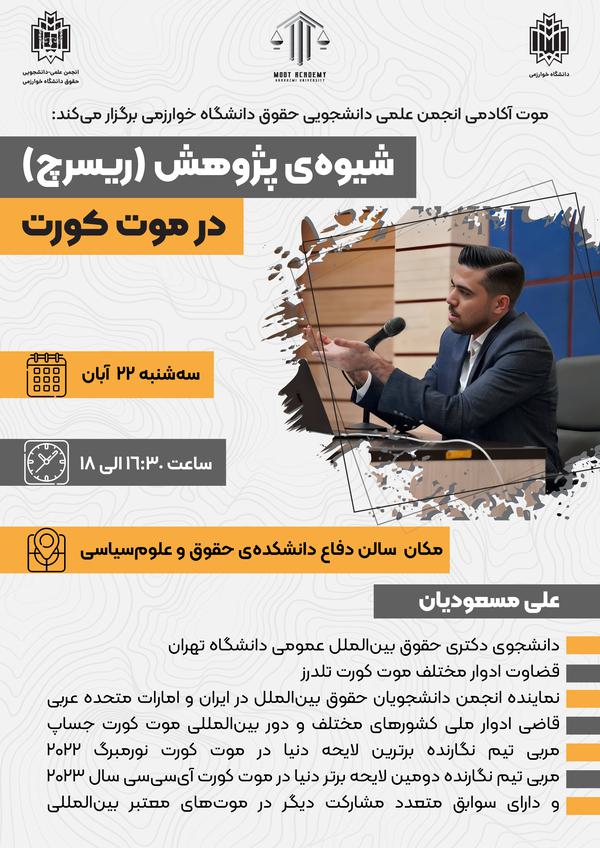 انجمن علمی-دانشجویی
حقوق دانشگاه خوارزمی
MOOT ACADEMY
KHARAZMI UNIVERSITY
دانشگاه خوارزمی
موت آکادمی انجمن علمی دانشجویی حقوق دانشگاه خوارزمی برگزار می‌کند:
شیوه‌ی پژوهش (ریسرچ)
در موت کورت
سه‌شنبه ۲۲ آبان
ساعت ۱۶:۳۰ الی ۱۸
مکان سالن دفاع دانشکده‌ی حقوق و علوم‌سیاسی
علی مسعودیان
دانشجوی دکتری حقوق بین‌الملل عمومی دانشگاه تهران
قضاوت ادوار مختلف موت کورت تلدرز
نماینده انجمن دانشجویان حقوق بین‌الملل در ایران و امارات متحده عربی
قاضی ادوار ملی کشورهای مختلف و دور بین‌المللی موت کورت جساپ
مربی تیم نگارنده برترین لایحه دنیا در موت کورت نورمبرگ ۲۰۲۲
مربی تیم نگارنده دومین لایحه برتر دنیا در موت کورت آی‌سی‌سی سال ۲۰۲۳
و دارای سوابق متعدد مشارکت دیگر در موت‌های معتبر بین‌المللی